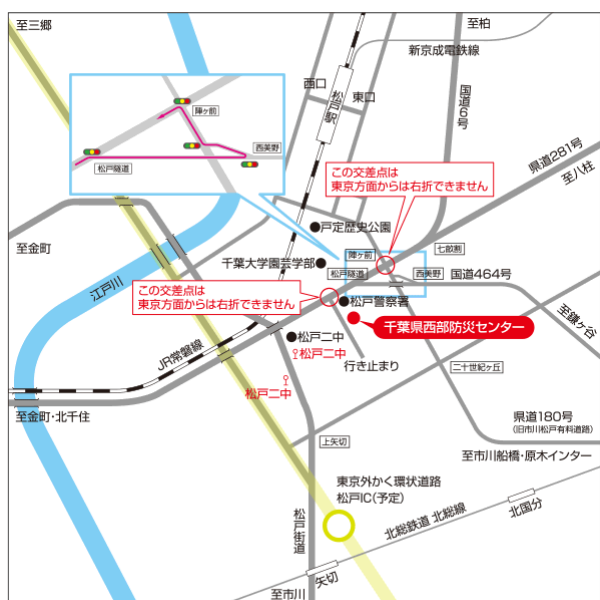 至三郷
至柏
新京成電鉄線
西口
東口
松戸駅
国道6号
陣ヶ前
西美野
松戸隧道
県道281号
至八柱
この交差点は
東京方面からは右折できません
戸定歴史公園
至金町
江戸川
千葉大学園芸学部
陣ヶ前
七畝割
松戸隧道
西美野
国道464号
この交差点は
東京方面からは右折できません
松戸警察署
千葉県西部防災センター
至鎌ヶ谷
JR常磐線
松戸二中
松戸二中
行き止まり
二十世紀ヶ丘
松戸二中
至金町・北千住
県道180号
(旧市川松戸有料道路)
上矢切
至市川船橋・原木インター
東京外かく環状道路
松戸IC(予定)
松戸街道
北総鉄道 北総線
北国分
矢切
至市川